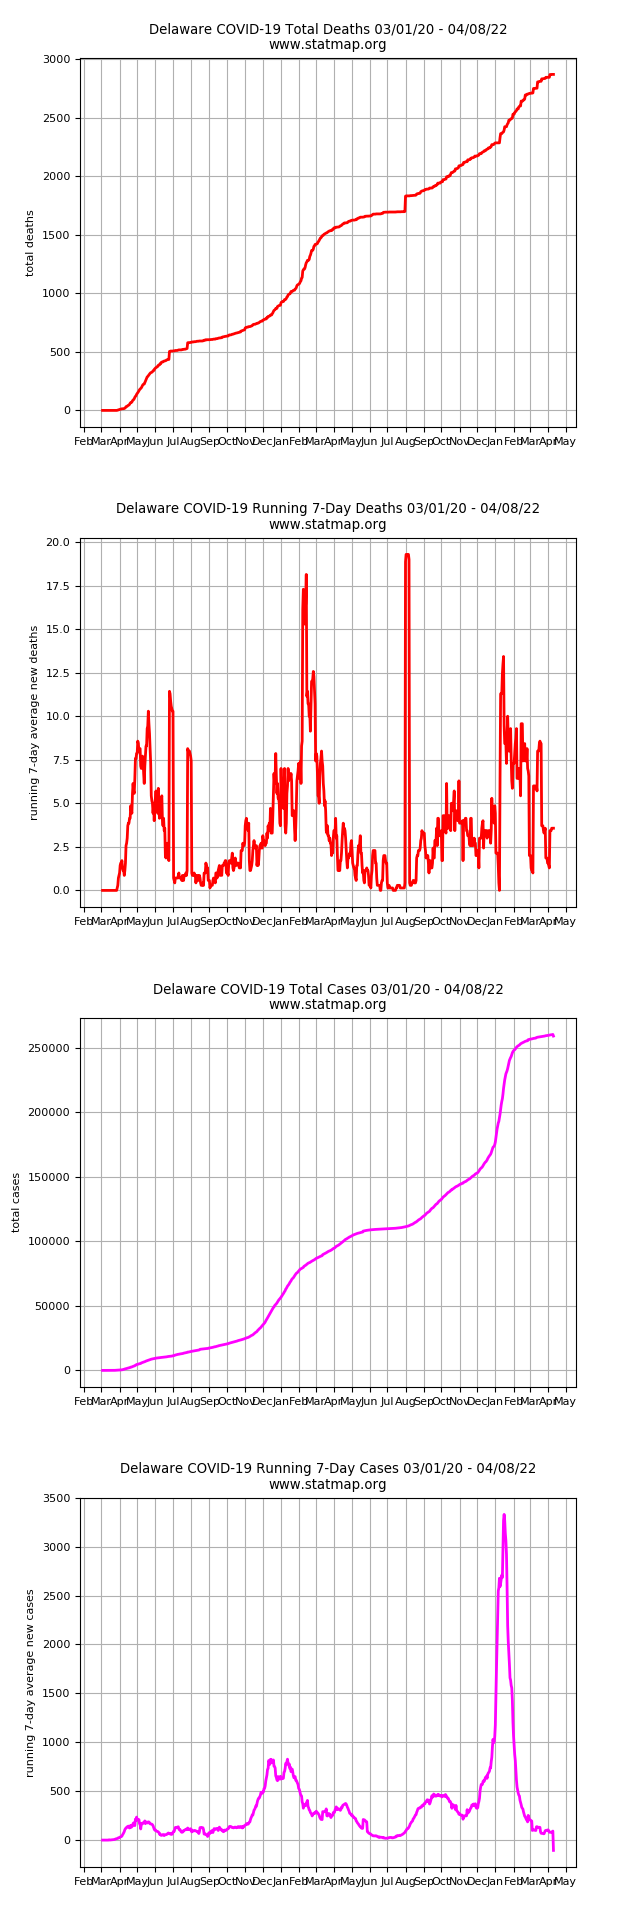 Delaware COVID-19 Total Deaths 03/01/20 - 04/08/22
www.statmap.org
3000
2500
2000
1500
1000
500
0
total deaths
Feb Mar Apr May Jun Jul Aug Sep Oct Nov Dec Jan Feb Mar Apr May Jun Jul Aug Sep Oct Nov Dec Jan Feb Mar Apr May
Delaware COVID-19 Running 7-Day Deaths 03/01/20 - 04/08/22
www.statmap.org
20.0
17.5
15.0
12.5
10.0
7.5
5.0
2.5
0.0
running 7-day average new deaths
Feb Mar Apr May Jun Jul Aug Sep Oct Nov Dec Jan Feb Mar Apr May Jun Jul Aug Sep Oct Nov Dec Jan Feb Mar Apr May
Delaware COVID-19 Total Cases 03/01/20 - 04/08/22
www.statmap.org
250000
200000
150000
100000
50000
0
total cases
Feb Mar Apr May Jun Jul Aug Sep Oct Nov Dec Jan Feb Mar Apr May Jun Jul Aug Sep Oct Nov Dec Jan Feb Mar Apr May
Delaware COVID-19 Running 7-Day Cases 03/01/20 - 04/08/22
www.statmap.org
3500
3000
2500
2000
1500
1000
500
0
running 7-day average new cases
Feb Mar Apr May Jun Jul Aug Sep Oct Nov Dec Jan Feb Mar Apr May Jun Jul Aug Sep Oct Nov Dec Jan Feb Mar Apr May